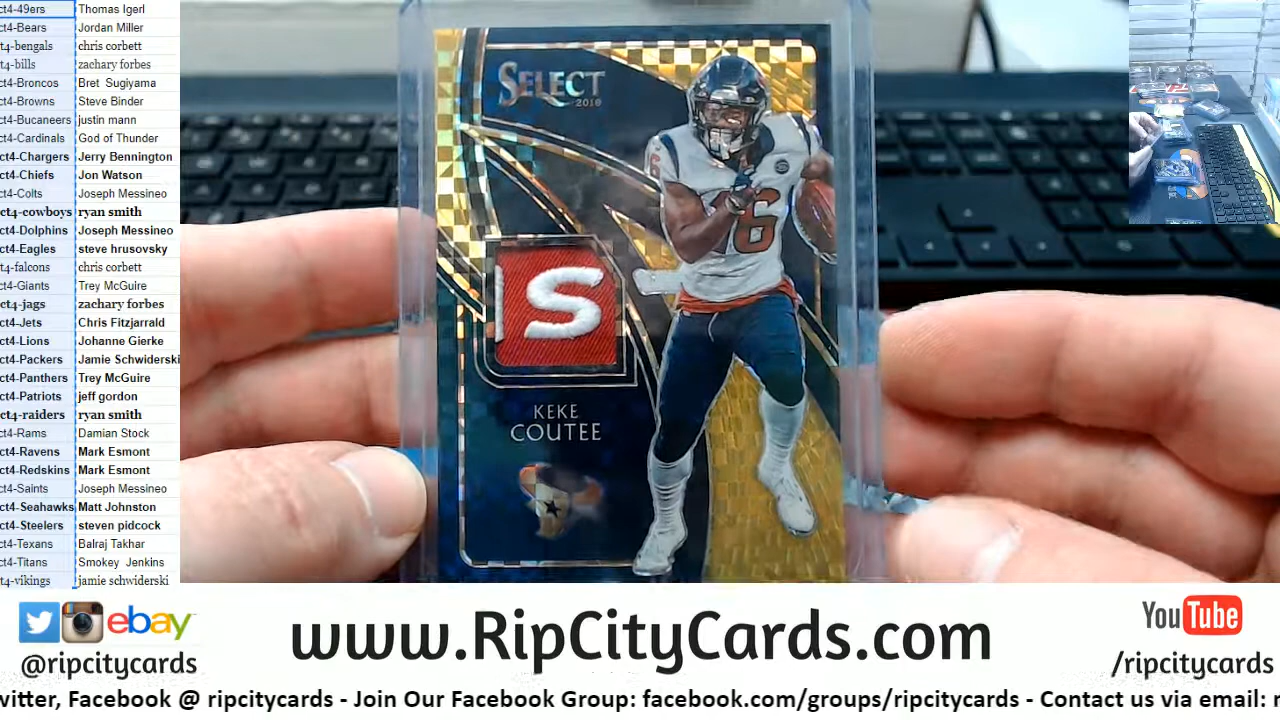 ct4-49ers Thomas Igerl
ct4-Bears Jordan Miller
ct4-bengals chris corbett
ct4-bills zachary forbes
ct4-Broncos Bret Sugiyama
ct4-Browns Steve Binder
ct4-Bucaneers justin mann
ct4-Cardinals God of Thunder
ct4-Chargers Jerry Bennington
ct4-Chiefs Jon Watson
ct4-Colts Joseph Messineo
ct4-cowboys ryan smith
ct4-Dolphins Joseph Messineo
ct4-Eagles steve hrusovsky
ct4-falcons chris corbett
ct4-Giants Trey McGuire
ct4-jags zachary forbes
ct4-Jets Chris Fitzjarrald
ct4-Lions Johanne Gierke
ct4-Packers Jamie Schwiderski
ct4-Panthers Trey McGuire
ct4-Patriots jeff gordon
ct4-raiders ryan smith
ct4-Rams Damian Stock
ct4-Ravens Mark Esmont
ct4-Redskins Mark Esmont
ct4-Saints Joseph Messineo
ct4-Seahawks Matt Johnston
ct4-Steelers steven pidcock
ct4-Texans Balraj Takhar
ct4-Titans Smokey Jenkins
ct4-vikings jamie schwiderski
SELECT
2018
16
S
KEKE
COUTEE
ebay
@ripcitycards
www.RipCityCards.com
YouTube
/ripcitycards
witter, Facebook @ ripcitycards - Join Our Facebook Group: facebook.com/groups/ripcitycards - Contact us via email: